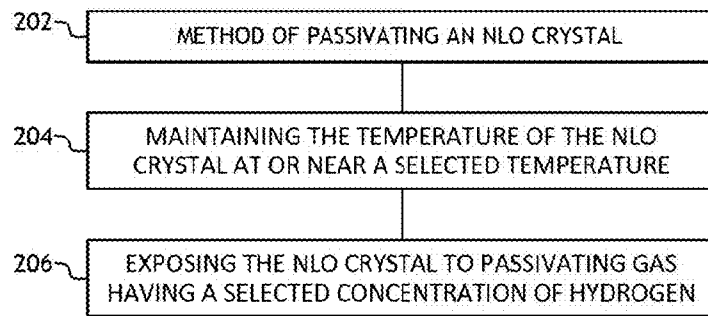 202
METHOD OF PASSIVATING AN NLO CRYSTAL
204
MAINTAINING THE TEMPERATURE OF THE NLO
CRYSTAL AT OR NEAR A SELECTED TEMPERATURE
206
EXPOSING THE NLO CRYSTAL TO PASSIVATING GAS
HAVING A SELECTED CONCENTRATION OF HYDROGEN